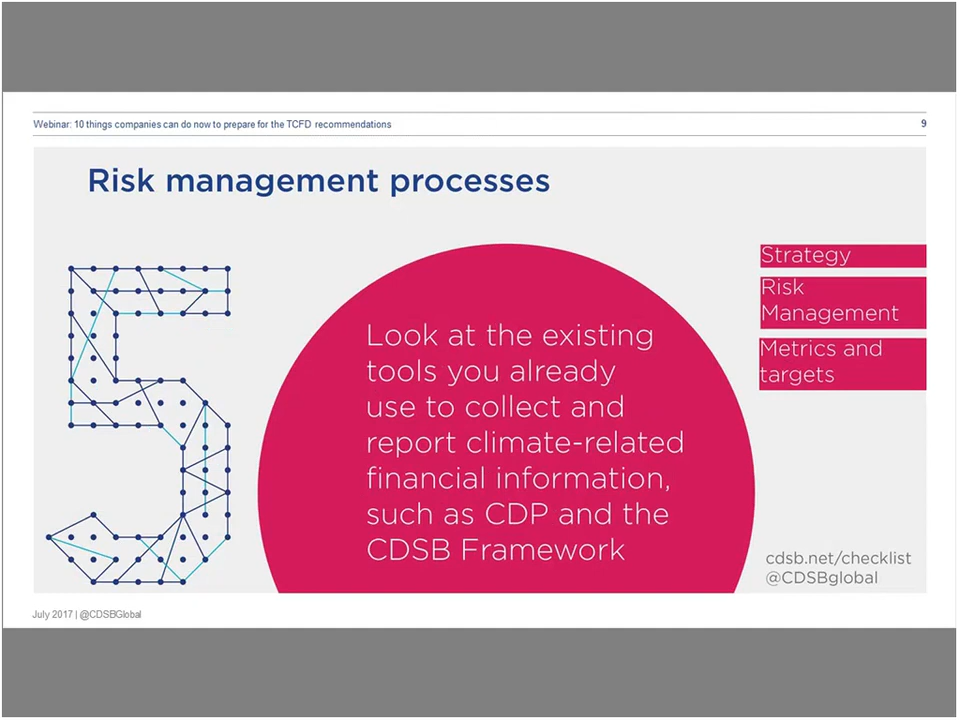 Webinar: 10 things companies can do now to prepare for the TCFD recommendations
9
Risk management processes
5
Look at the existing
tools you already
use to collect and
report climate-related
financial information,
such as CDP and the
CDSB Framework
Strategy
Risk
Management
Metrics and
targets
cdsb.net/checklist
@CDSBglobal
July 2017 | @CDSBGlobal